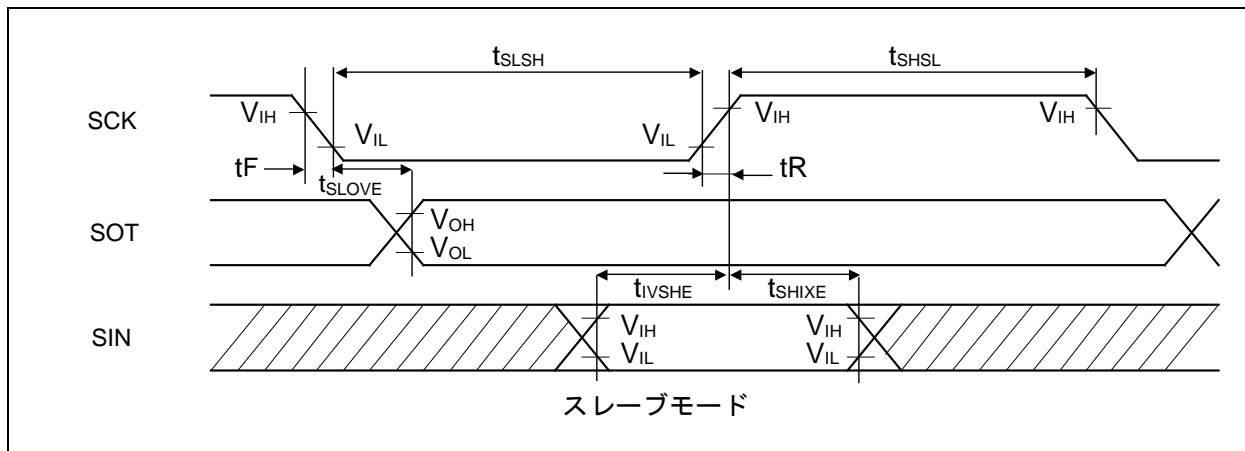 tSLSH tSHSL
SCK VIH VIL VIL VIH VIH
tF tSLOVE tR
SOT VOH VOL
tIVSHE tSHIXE
SIN VIH VIL VIH VIL
スレーブモード